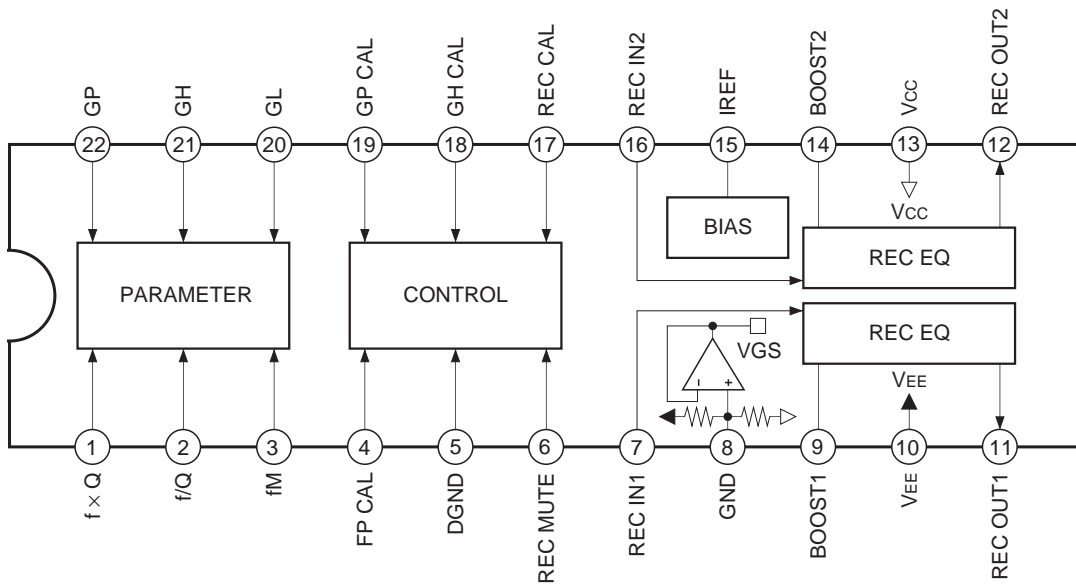 GP
GH
GL
GP CAL
GH CAL
REC CAL
REC IN2
IREF
BOOST2
VCC
REC OUT2
22
21
20
19
18
17
16
15
14
13
12
VCC
BIAS
REC EQ
PARAMETER
CONTROL
REC EQ
VGS
– +
VEE
1
2
3
4
5
6
7
8
9
10
11
f × Q
f/Q
fM
FP CAL
DGND
REC MUTE
REC IN1
GND
BOOST1
VEE
REC OUT1